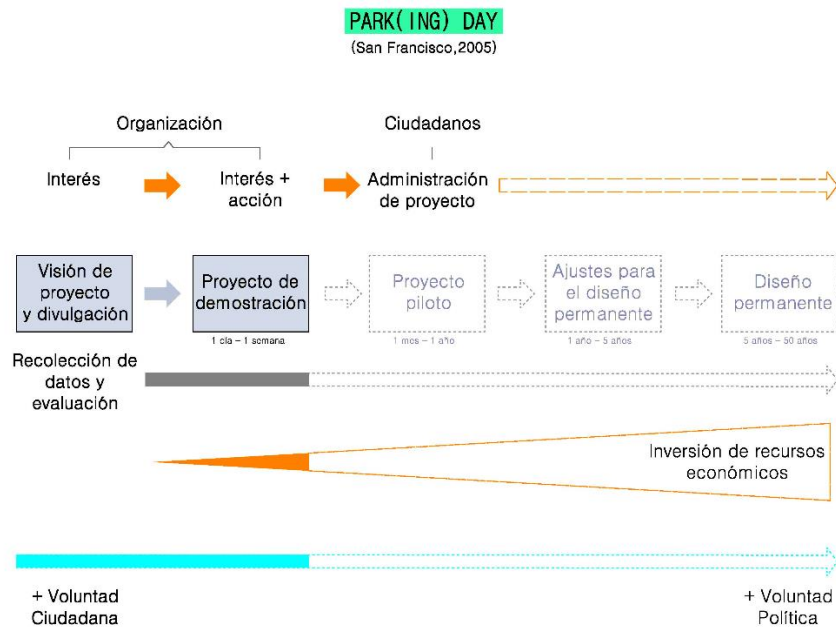 PARK(ING) DAY
(San Francisco,2005)
Organización
Ciudadanos
Interés
Interés +
acción
Administración
de proyecto
Visión de
proyecto
y divulgación
Proyecto de
demostración
Proyecto
piloto
Ajustes para
el diseño
permanente
Diseño
permanente
1 día – 1 semana
1 mes – 1 año
1 año – 5 años
5 años – 50 años
Recolección de
datos y
evaluación
Inversión de recursos
económicos
+ Voluntad
Ciudadana
+ Voluntad
Política